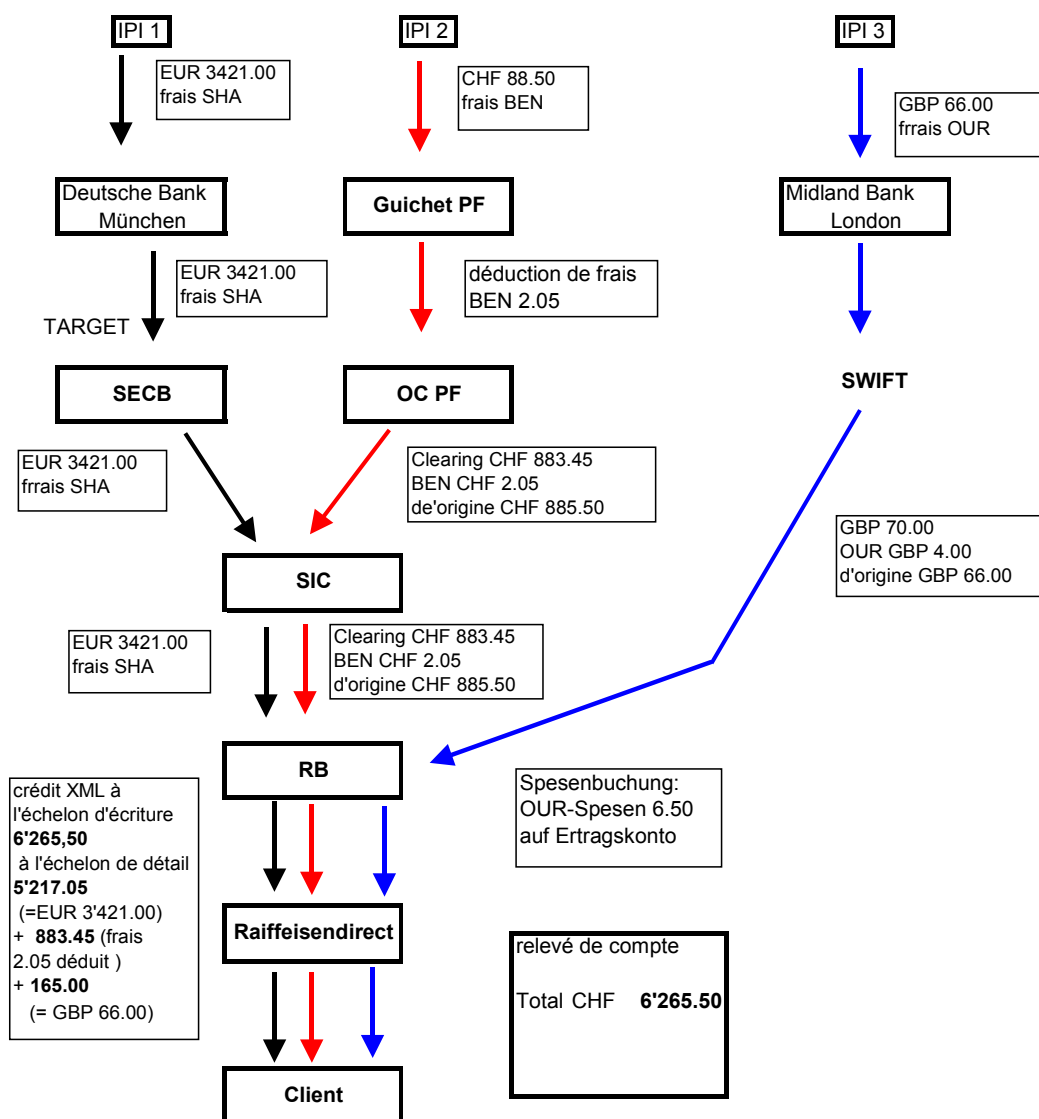 IPI 1
IPI 2
IPI 3
EUR 3421.00
frais SHA
CHF 88.50
frais BEN
GBP 66.00
frrais OUR
Deutsche Bank
München
Guichet PF
Midland Bank
London
EUR 3421.00
frais SHA
déduction de frais
BEN 2.05
TARGET
SECB
OC PF
SWIFT
EUR 3421.00
frrais SHA
Clearing CHF 883.45
BEN CHF 2.05
de'origine CHF 885.50
GBP 70.00
OUR GBP 4.00
d'origine GBP 66.00
SIC
EUR 3421.00
frais SHA
Clearing CHF 883.45
BEN CHF 2.05
d'origine CHF 885.50
RB
crédit XML à
l'échelon d'écriture
6'265,50
à l'échelon de détail
5'217.05
(=EUR 3'421.00)
+ 883.45 (frais
2.05 déduit )
+ 165.00
(= GBP 66.00)
Spesenbuchung:
OUR-Spesen 6.50
auf Ertragskonto
Raiffeisendirect
relevé de compte
Total CHF 6'265.50
Client